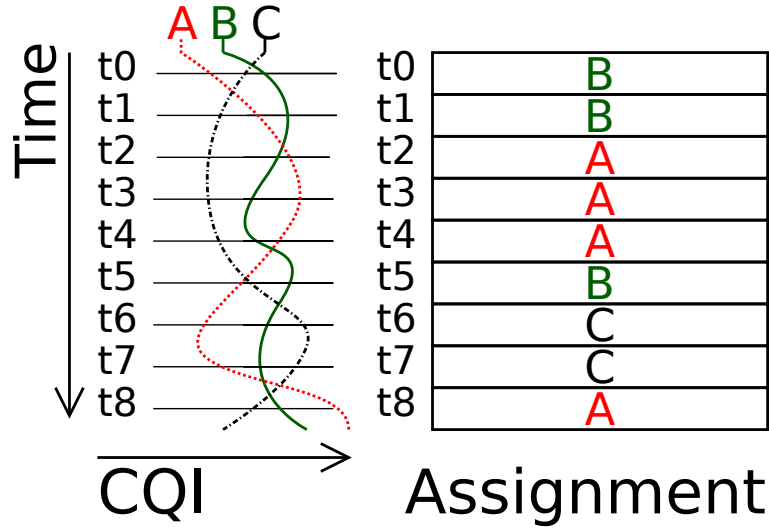 A B C
Time
t0 t0 B
t1 t1 B
t2 t2 A
t3 t3 A
t4 t4 A
t5 t5 B
t6 t6 C
t7 t7 C
t8 t8 A
CQI Assignment